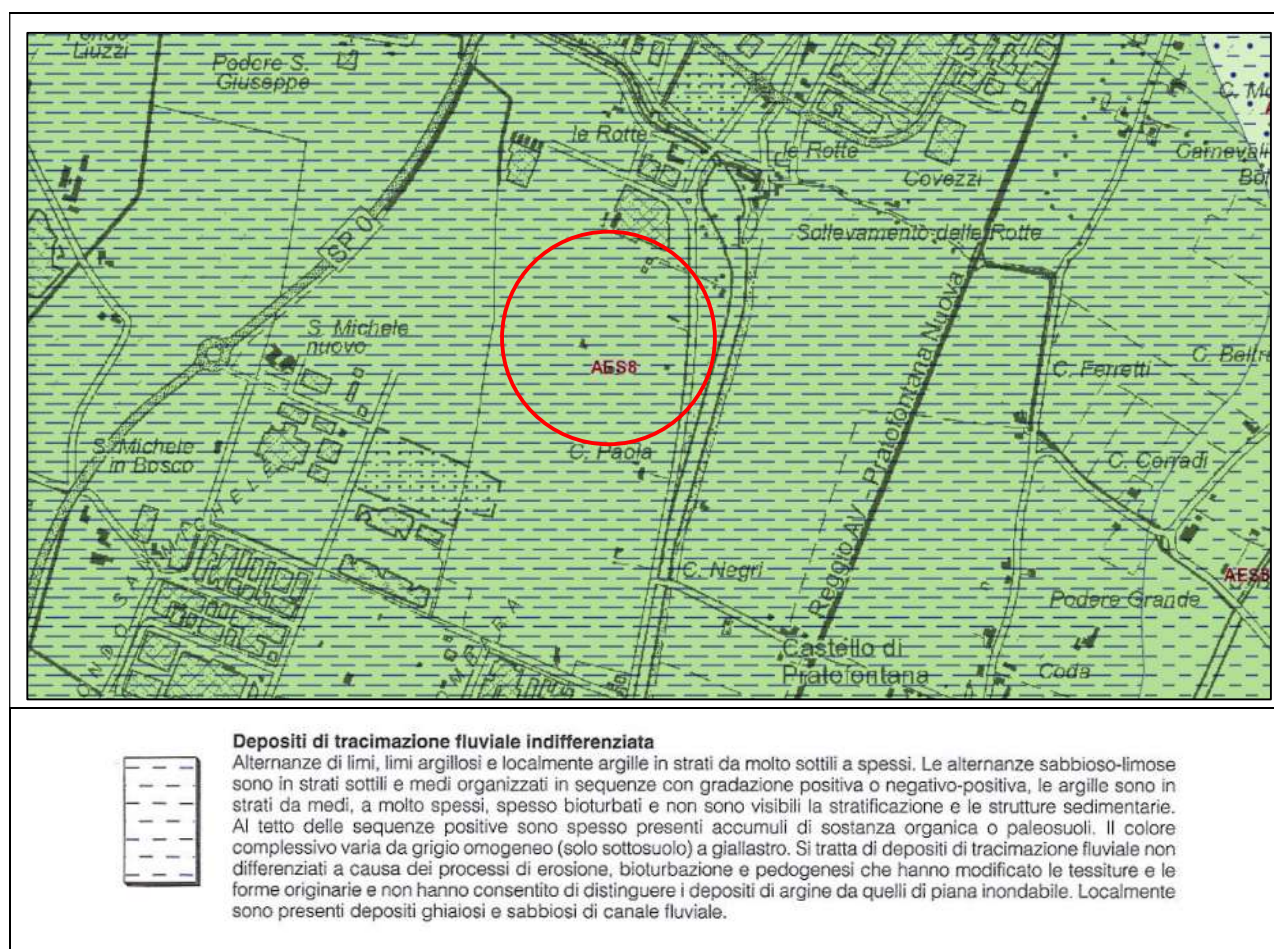 Liuzzi
Podere S.
Giuseppe
le Rotte
le Rotte
Covezzi
Carnevali
Sollevamento delle Rotte
SP 0
Reggio AV - Pratofontana Nuova
S. Michele
nuovo
AES8
C. Ferretti
S. Michele
in Bosco
C. Paola
C. Corradi
C. Negri
AES8
Podere Grande
Castello di
Pratofontana
Coda
Depositi di tracimazione fluviale indifferenziata
Alternanze di limi, limi argillosi e localmente argille in strati da molto sottili a spessi. Le alternanze sabbioso-limose
sono in strati sottili e medi organizzati in sequenze con gradazione positiva o negativo-positiva, le argille sono in
strati da medi, a molto spessi, spesso bioturbati e non sono visibili la stratificazione e le strutture sedimentarie.
Al tetto delle sequenze positive sono spesso presenti accumuli di sostanza organica o paleosuoli. Il colore
complessivo varia da grigio omogeneo (solo sottosuolo) a giallastro. Si tratta di depositi di tracimazione fluviale non
differenziati a causa dei processi di erosione, bioturbazione e pedogenesi che hanno modificato le tessiture e le
forme originarie e non hanno consentito di distinguere i depositi di argine da quelli di piana inondabile. Localmente
sono presenti depositi ghiaiosi e sabbiosi di canale fluviale.